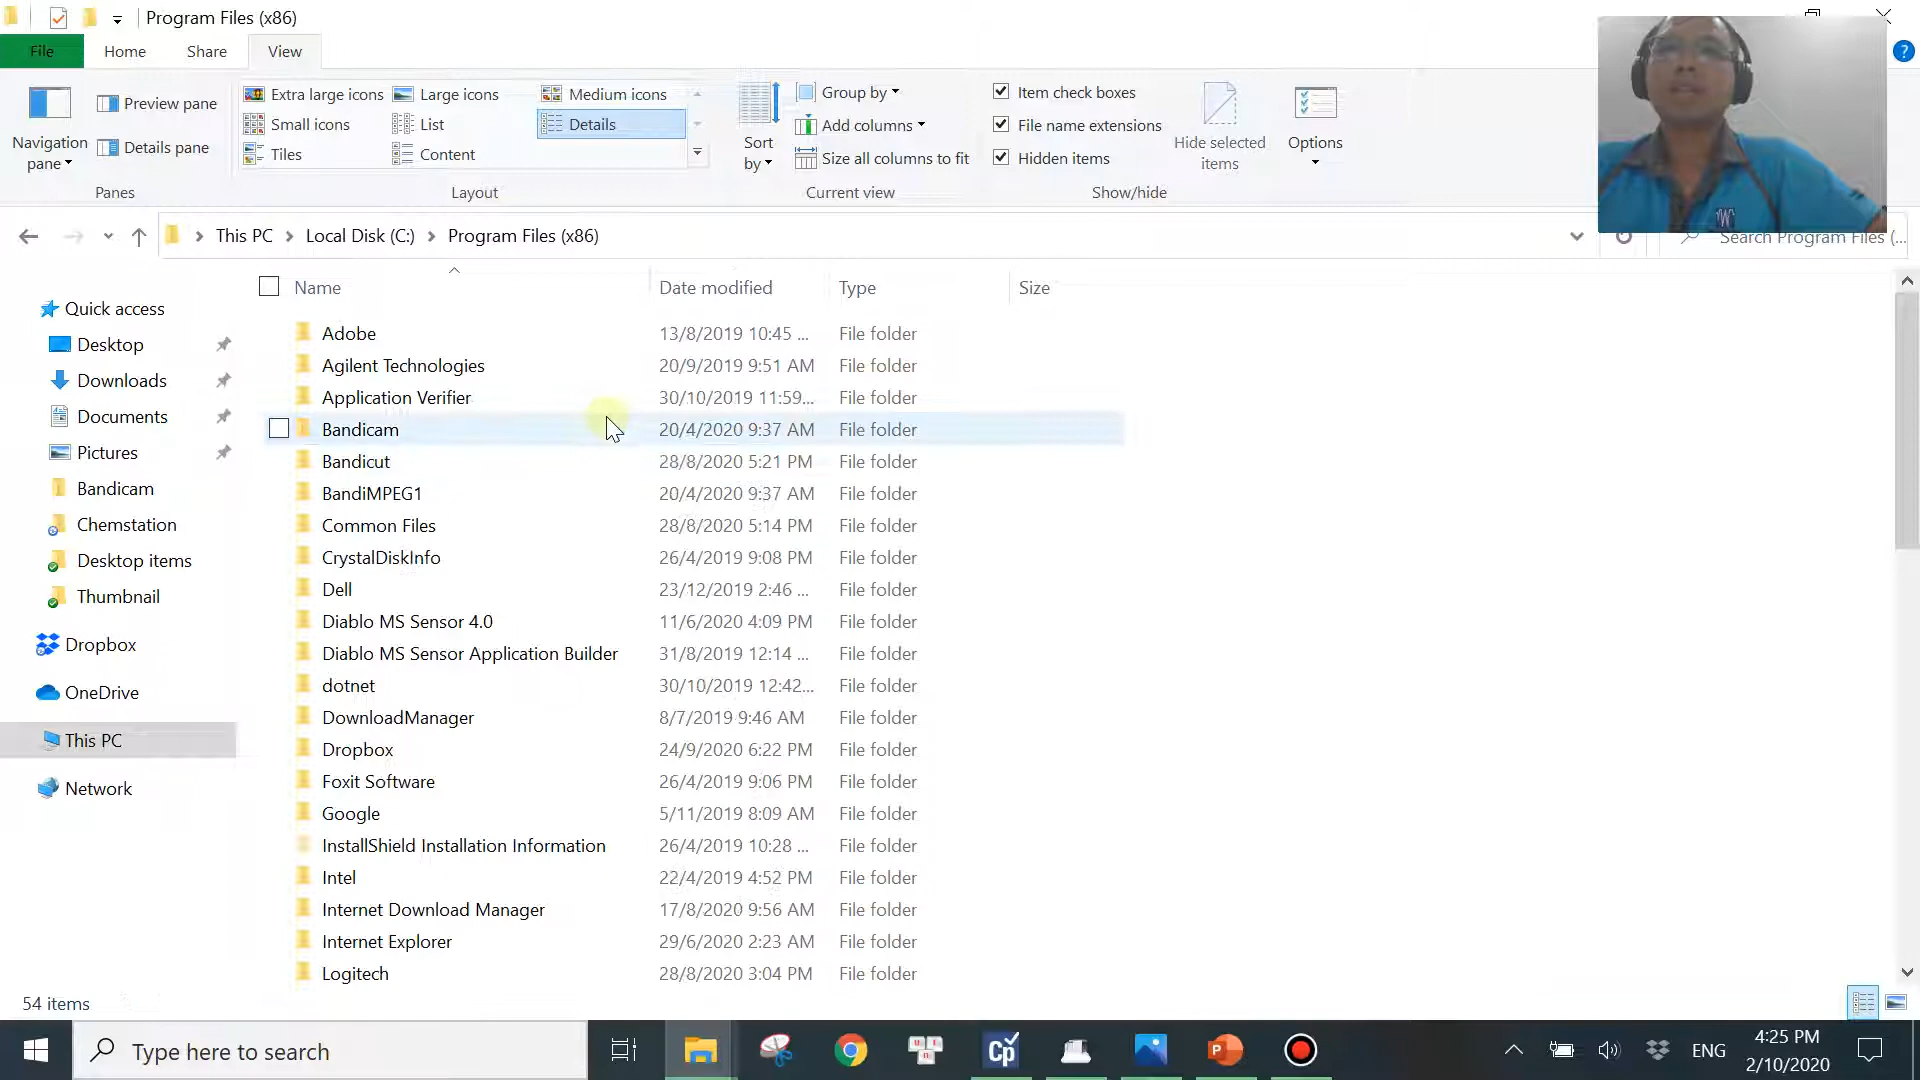 Program Files (x86)
File Home Share View
Navigation pane
Preview pane
Details pane
Panes
Extra large icons Large icons Medium icons
Small icons List Details
Tiles Content
Layout
Sort by
Group by
Add columns
Size all columns to fit
Current view
Item check boxes
File name extensions
Hidden items
Hide selected items
Show/hide
Options
This PC Local Disk (C:) Program Files (x86)
Search Program Files (...
Quick access
Desktop
Downloads
Documents
Pictures
Bandicam
Chemstation
Desktop items
Thumbnail
Dropbox
OneDrive
This PC
Network
Name Date modified Type Size
Adobe 13/8/2019 10:45 ... File folder
Agilent Technologies 20/9/2019 9:51 AM File folder
Application Verifier 30/10/2019 11:59... File folder
Bandicam 20/4/2020 9:37 AM File folder
Bandicut 28/8/2020 5:21 PM File folder
BandiMPEG1 20/4/2020 9:37 AM File folder
Common Files 28/8/2020 5:14 PM File folder
CrystalDiskInfo 26/4/2019 9:08 PM File folder
Dell 23/12/2019 2:46 ... File folder
Diablo MS Sensor 4.0 11/6/2020 4:09 PM File folder
Diablo MS Sensor Application Builder 31/8/2019 12:14 ... File folder
dotnet 30/10/2019 12:42... File folder
DownloadManager 8/7/2019 9:46 AM File folder
Dropbox 24/9/2020 6:22 PM File folder
Foxit Software 26/4/2019 9:06 PM File folder
Google 5/11/2019 8:09 AM File folder
InstallShield Installation Information 26/4/2019 10:28 ... File folder
Intel 22/4/2019 4:52 PM File folder
Internet Download Manager 17/8/2020 9:56 AM File folder
Internet Explorer 29/6/2020 2:23 AM File folder
Logitech 28/8/2020 3:04 PM File folder
54 items
Type here to search
Cp
P
ENG
4:25 PM
2/10/2020